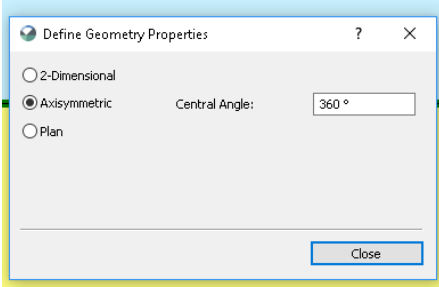 Define Geometry Properties ? ×
2-Dimensional
Axisymmetric Central Angle: 360 °
Plan
Close